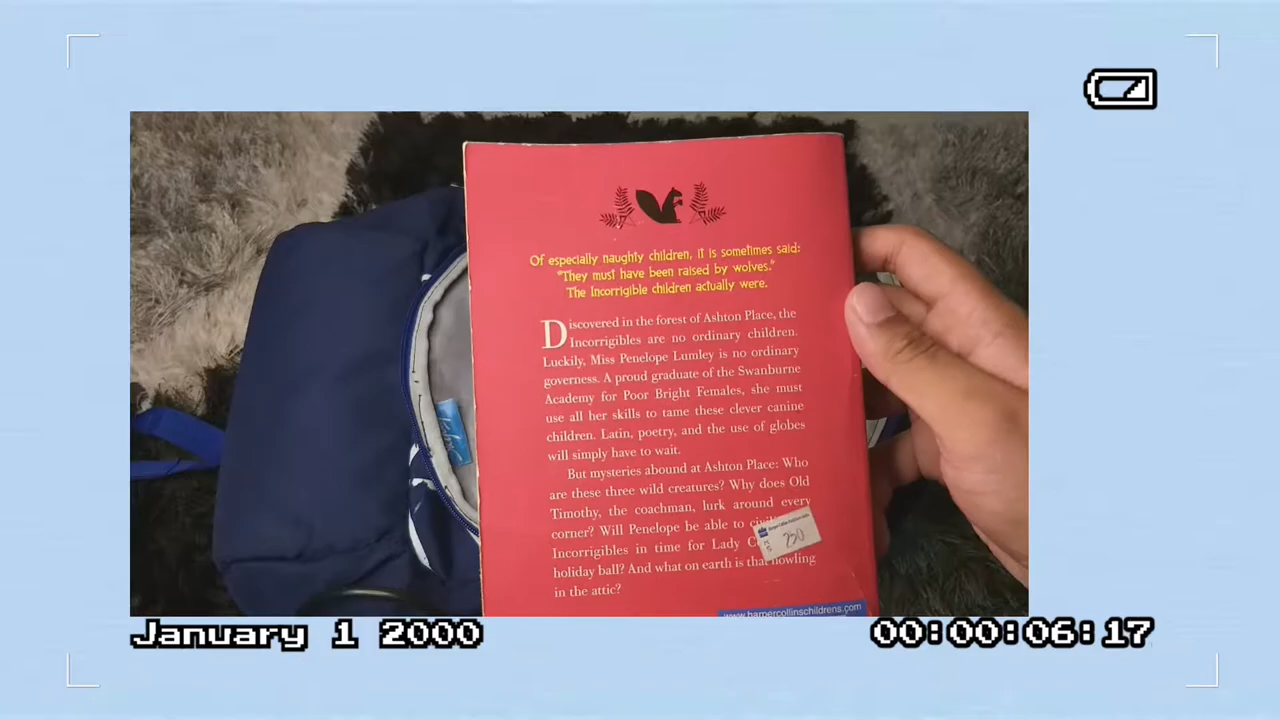 Of especially naughty children, it is sometimes said:
"They must have been raised by wolves."
The Incorrigible children actually were.
Discovered in the forest of Ashton Place, the
Incorrigibles are no ordinary children.
Luckily, Miss Penelope Lumley is no ordinary
governess. A proud graduate of the Swanburne
Academy for Poor Bright Females, she must
use all her skills to tame these clever canine
children. Latin, poetry, and the use of globes
will simply have to wait.
But mysteries abound at Ashton Place: Who
are these three wild creatures? Why does Old
Timothy, the coachman, lurk around every
corner? Will Penelope be able to
Incorrigibles in time for Lady
holiday ball? And what on earth is that howling
in the attic?
250
www.harpercollinschildrens.com
January 1 2000
00:00:06:17